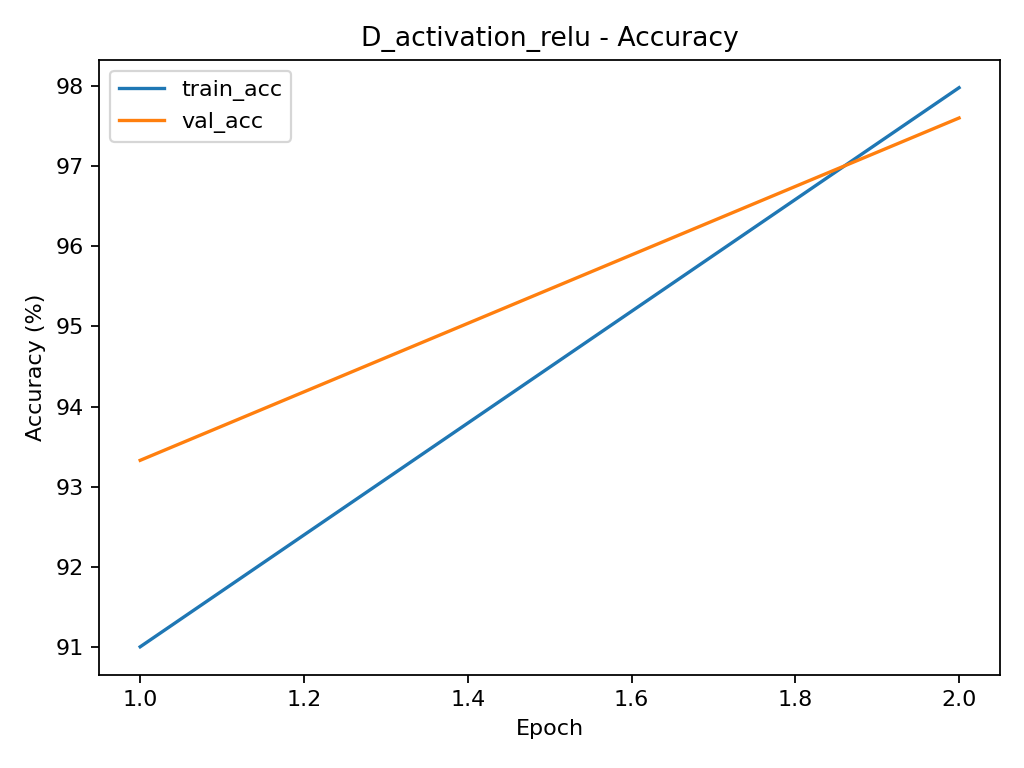 D_activation_relu - Accuracy
train_acc
val_acc
98
97
96
95
94
93
92
91
Accuracy (%)
1.0 1.2 1.4 1.6 1.8 2.0
Epoch